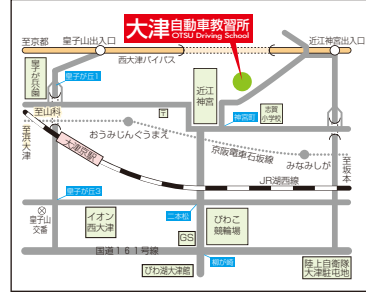 大津自動車教習所
OTSU Driving School
至京都
皇子山出入口
近江神宮出入口
西大津バイパス
皇子が丘1
皇子が丘公園
近江神宮
志賀小学校
神宮町
〒
至山科
至浜大津
おうみじんぐうまえ
大津京駅
京阪電車石坂線
みなみしが
至坂本
JR湖西線
皇子が丘3
二本松
皇子山交番
イオン西大津
びわこ競輪場
GS
国道161号線
柳が崎
びわ湖大津館
陸上自衛隊
大津駐屯地